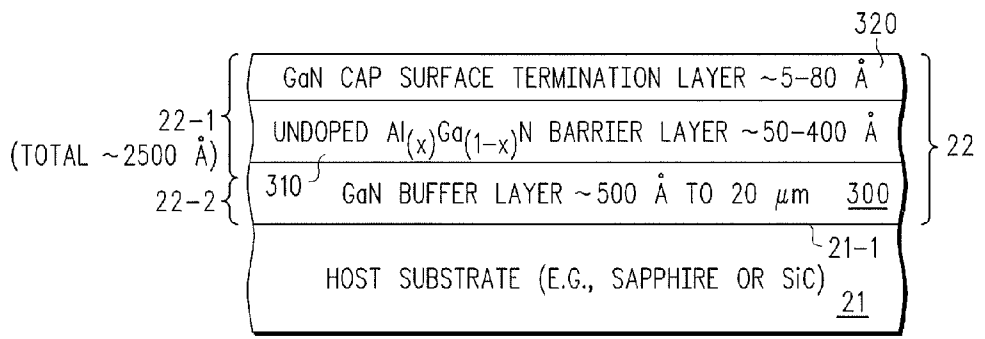 320
GaN CAP SURFACE TERMINATION LAYER ~5-80 Å
22-1
(TOTAL ~2500 Å)
UNDOPED Al(x)Ga(1-x)N BARRIER LAYER ~50-400 Å
22
310
22-2
GaN BUFFER LAYER ~500 Å TO 20 μm 300
21-1
HOST SUBSTRATE (E.G., SAPPHIRE OR SiC)
21